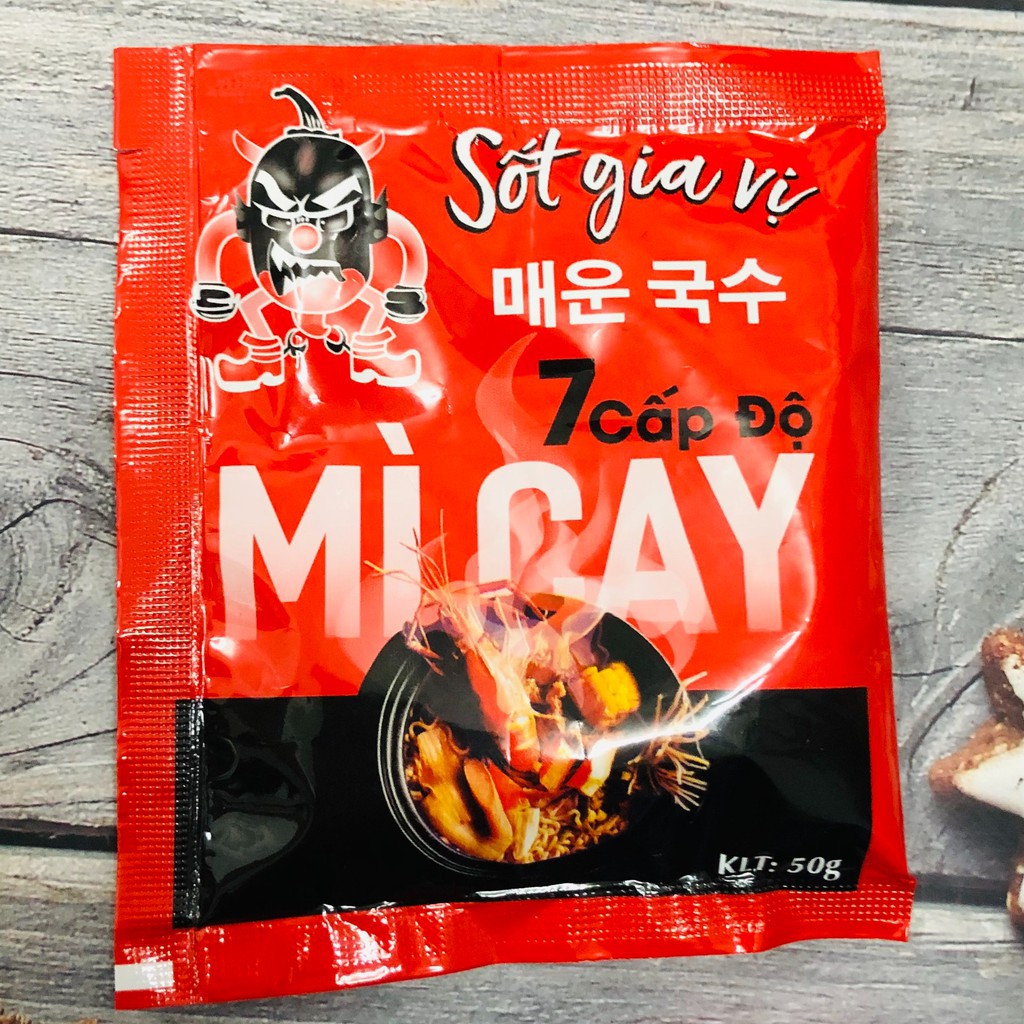 Sốt gia vị
매운 국수
7 cấp Độ
MÌ CAY
KLT: 50g